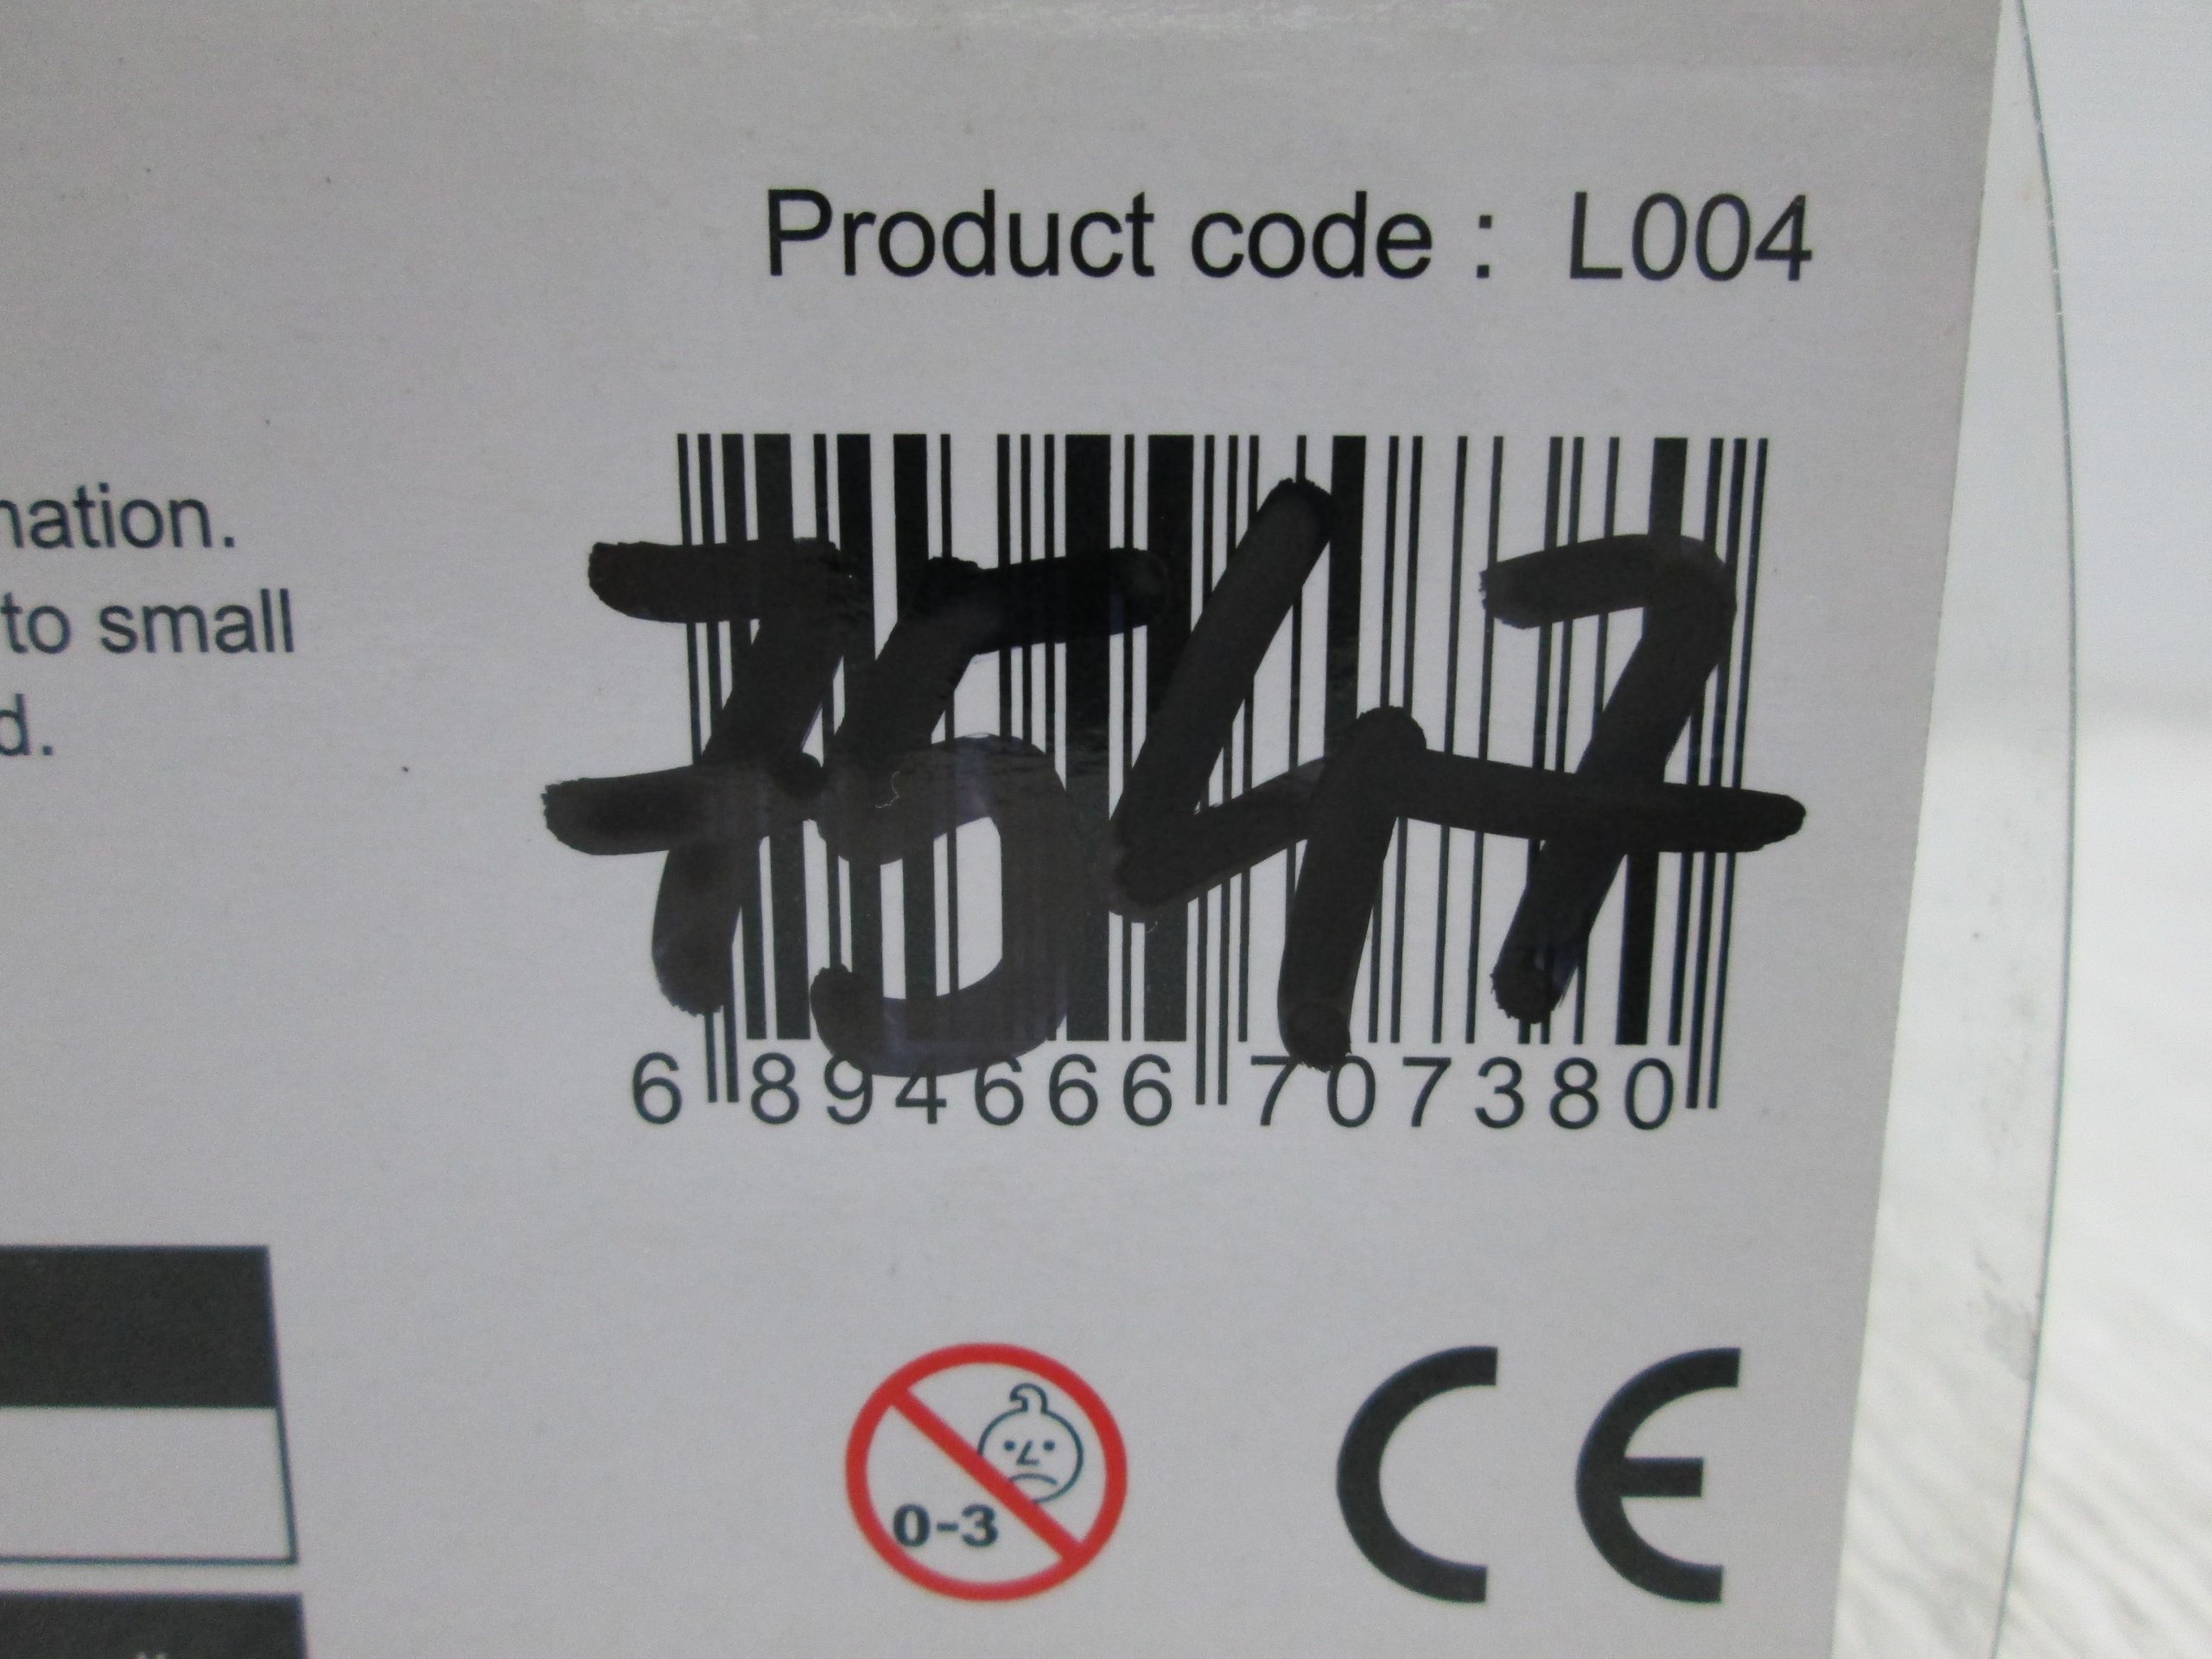 Product code : L004
nation.
to small
d.
7547
6 894666 707380
0-3
CE